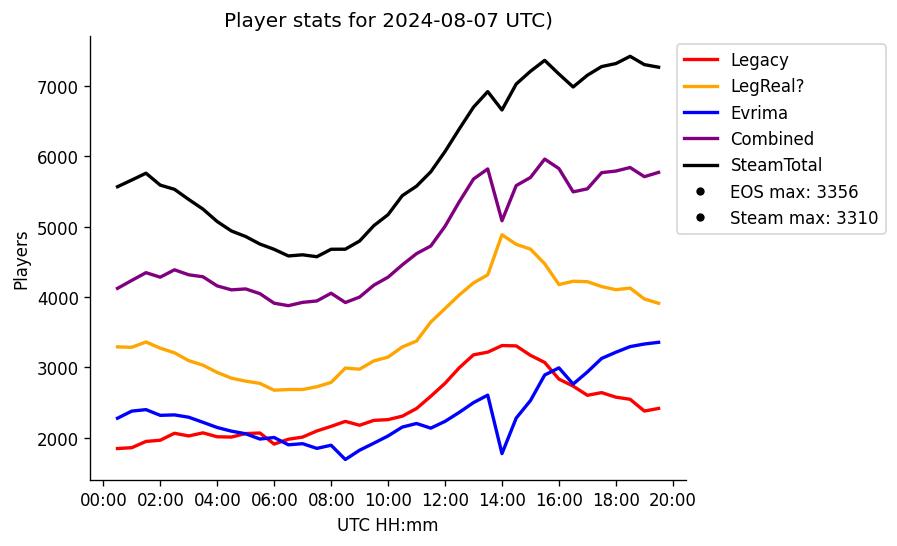 Player stats for 2024-08-07 UTC)
Players
7000
6000
5000
4000
3000
2000
00:00 02:00 04:00 06:00 08:00 10:00 12:00 14:00 16:00 18:00 20:00
UTC HH:mm
Legacy
LegReal?
Evrima
Combined
SteamTotal
EOS max: 3356
Steam max: 3310